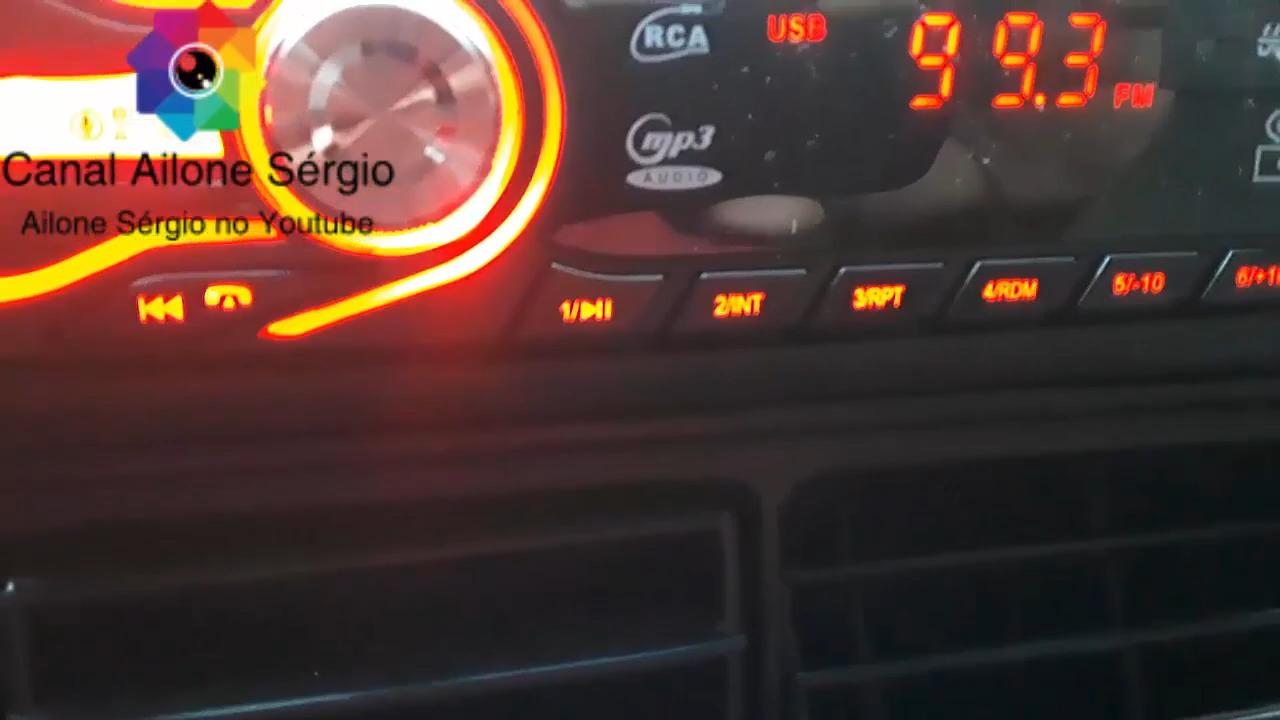 RCA
USB
99.3
FM
mp3
AUDIO
Canal Ailone Sérgio
Ailone Sérgio no Youtube
1/
2/INT
3/RPT
4/RDM
5/-10